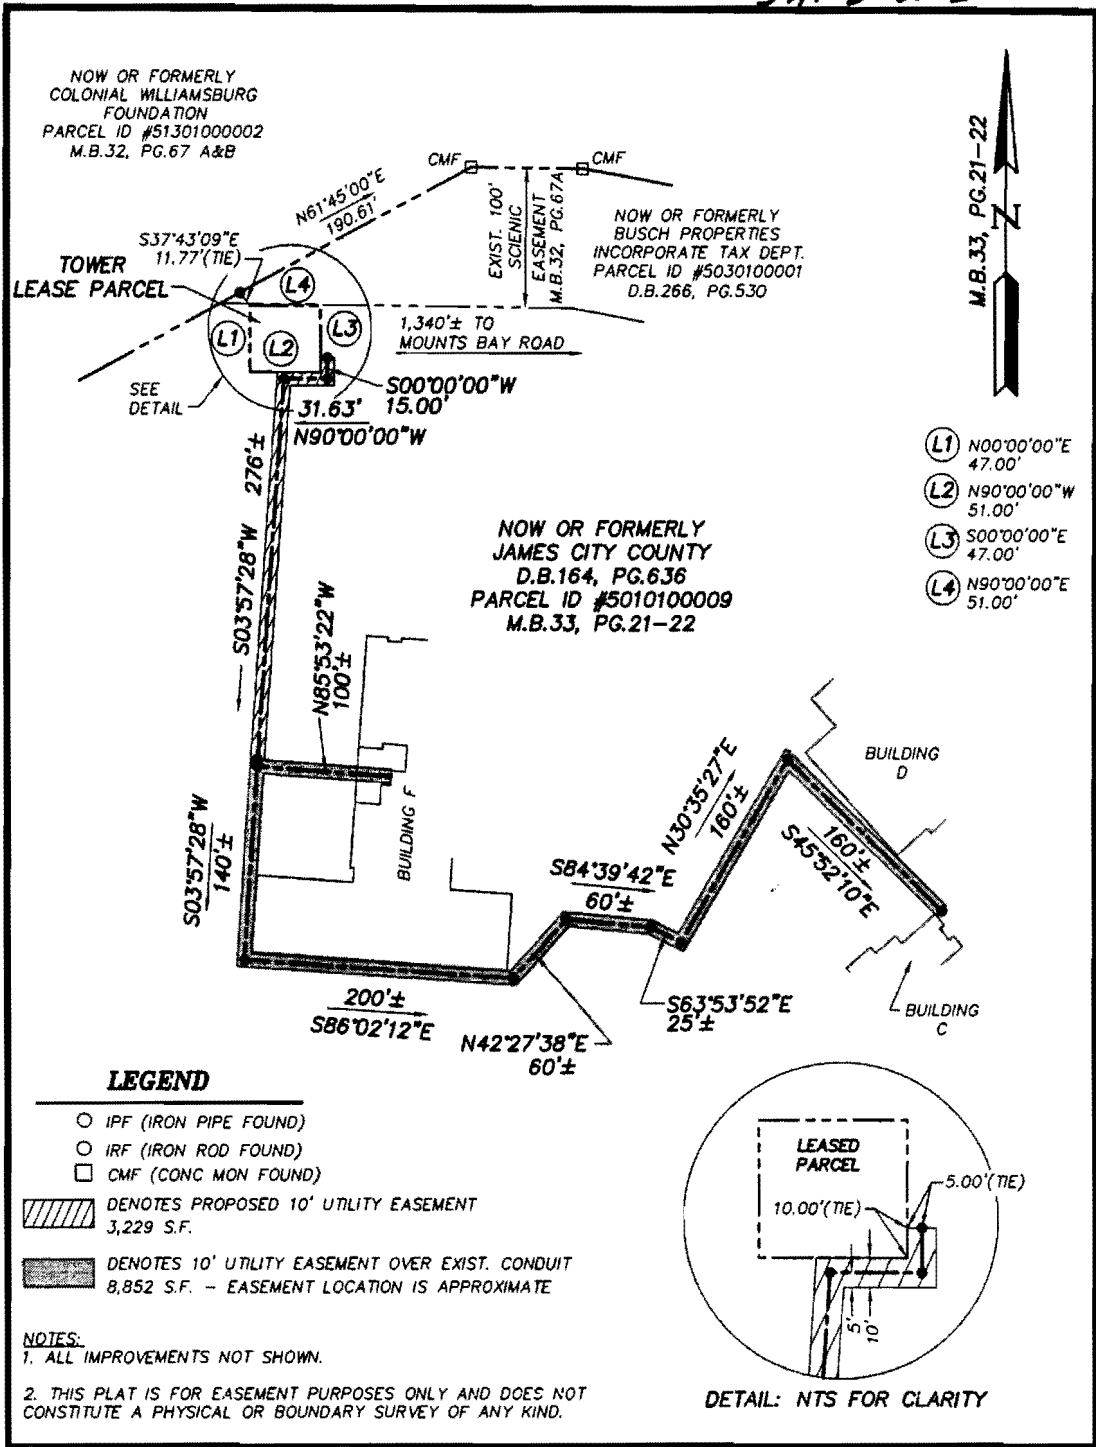 NOW OR FORMERLY
COLONIAL WILLIAMSBURG
FOUNDATION
PARCEL ID #51301000002
M.B.32, PG.67 A&B
CMF
CMF
N61°45'00"E
190.61'
S37°43'09"E
11.77'(TIE)
TOWER
LEASE PARCEL
EXIST. 100'
SCIENIC
EASEMENT
M.B.32, PG.67A
NOW OR FORMERLY
BUSCH PROPERTIES
INCORPORATE TAX DEPT.
PARCEL ID #5030100001
D.B.266, PG.530
M.B.33, PG.21-22
N
L4
L1
L2
L3
1,340'± TO
MOUNTS BAY ROAD
SEE
DETAIL
S00°00'00"W
15.00'
31.63'
N90°00'00"W
L1 N00°00'00"E
47.00'
L2 N90°00'00"W
51.00'
L3 S00°00'00"E
47.00'
L4 N90°00'00"E
51.00'
276'±
S03°57'28"W
NOW OR FORMERLY
JAMES CITY COUNTY
D.B.164, PG.636
PARCEL ID #5010100009
M.B.33, PG.21-22
N85°53'22"W
100'±
BUILDING F
S03°57'28"W
140'±
N30°35'27"E
160'±
BUILDING
D
160'±
S45°52'10"E
S84°39'42"E
60'±
S63°53'52"E
25'±
BUILDING
C
200'±
S86°02'12"E
N42°27'38"E
60'±
LEGEND
IPF (IRON PIPE FOUND)
IRF (IRON ROD FOUND)
CMF (CONC MON FOUND)
DENOTES PROPOSED 10' UTILITY EASEMENT
3,229 S.F.
DENOTES 10' UTILITY EASEMENT OVER EXIST. CONDUIT
8,852 S.F. - EASEMENT LOCATION IS APPROXIMATE
NOTES:
1. ALL IMPROVEMENTS NOT SHOWN.
2. THIS PLAT IS FOR EASEMENT PURPOSES ONLY AND DOES NOT
CONSTITUTE A PHYSICAL OR BOUNDARY SURVEY OF ANY KIND.
LEASED
PARCEL
5.00'(TIE)
10.00'(TIE)
5'
10'
DETAIL: NTS FOR CLARITY